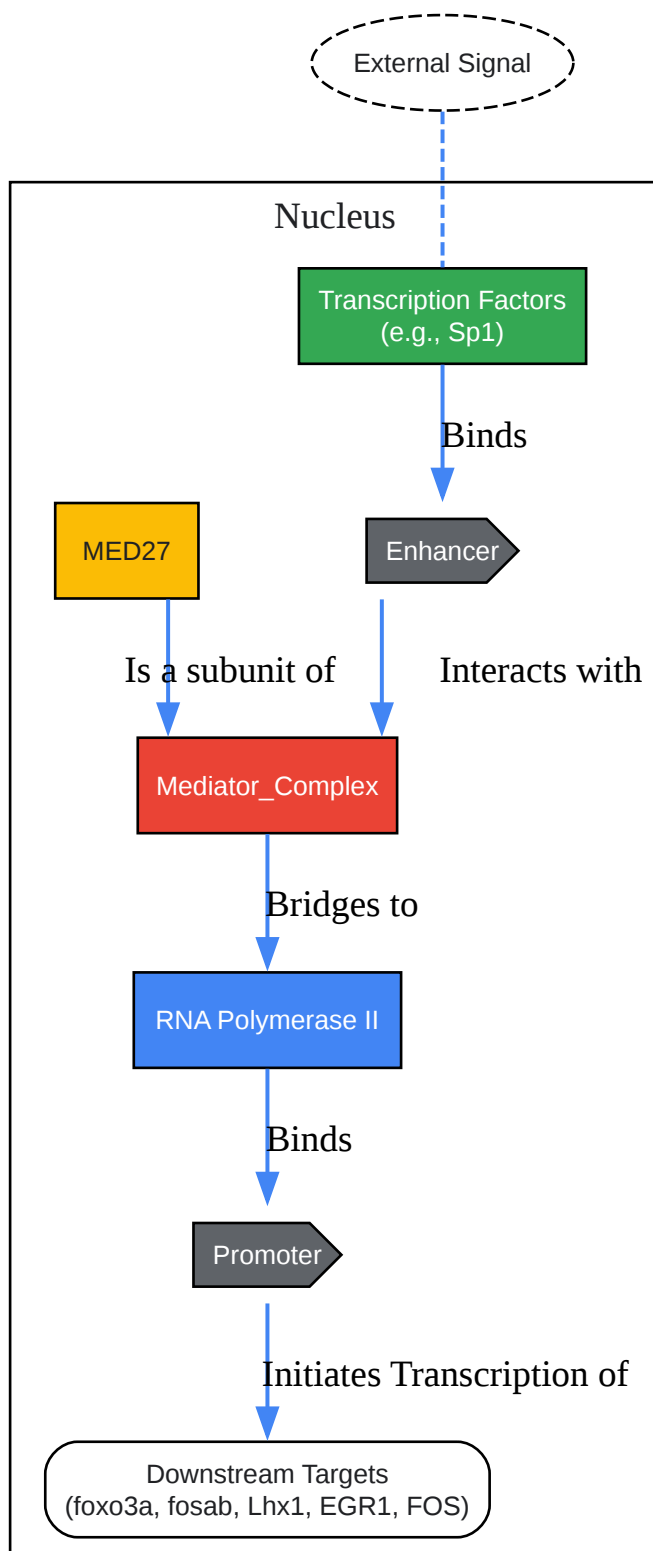 External Signal
Nucleus
Transcription Factors
(e.g., Sp1)
Binds
MED27
Enhancer
Is a subunit of
Interacts with
Mediator_Complex
Bridges to
RNA Polymerase II
Binds
Promoter
Initiates Transcription of
Downstream Targets
(foxo3a, fosab, Lhx1, EGR1, FOS)